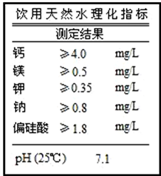 饮用天然水理化指标
测定结果
钙 ≥4.0 mg/L
镁 ≥0.5 mg/L
钾 ≥0.35 mg/L
钠 ≥0.8 mg/L
偏硅酸 ≥1.8 mg/L
pH (25℃) 7.1